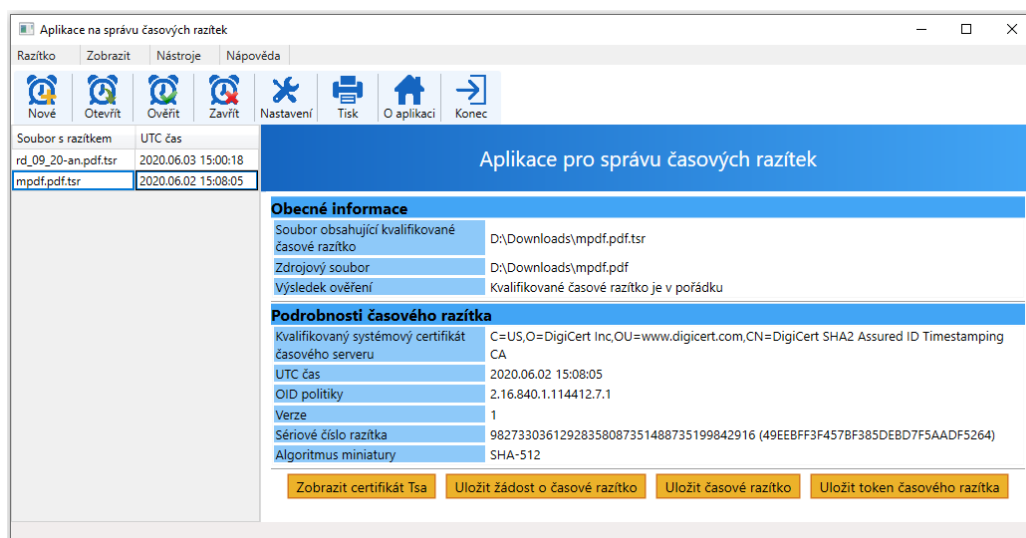 Aplikace na správu časových razítek
Razítko Zobrazit Nástroje Nápověda
Nové Otevřít Ověřit Zavřít Nastavení Tisk O aplikaci Konec
Soubor s razítkem UTC čas
rd_09_20-an.pdf.tsr 2020.06.03 15:00:18
mpdf.pdf.tsr 2020.06.02 15:08:05
Aplikace pro správu časových razítek
Obecné informace
Soubor obsahující kvalifikované
časové razítko D:\Downloads\mpdf.pdf.tsr
Zdrojový soubor D:\Downloads\mpdf.pdf
Výsledek ověření Kvalifikované časové razítko je v pořádku
Podrobnosti časového razítka
Kvalifikovaný systémový certifikát C=US,O=DigiCert Inc,OU=www.digicert.com,CN=DigiCert SHA2 Assured ID Timestamping
časového serveru CA
UTC čas 2020.06.02 15:08:05
OID politiky 2.16.840.1.114412.7.1
Verze 1
Sériové číslo razítka 98273303612928358087351488735199842916 (49EEBFF3F457BF385DEBD7F5AADF5264)
Algoritmus miniatury SHA-512
Zobrazit certifikát Tsa Uložit žádost o časové razítko Uložit časové razítko Uložit token časového razítka